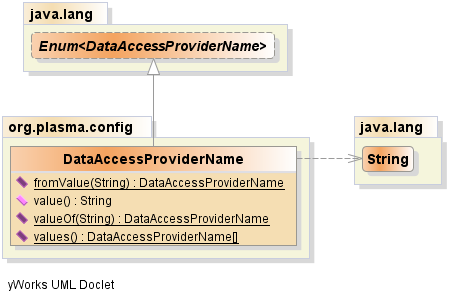 java.lang
Enum<DataAccessProviderName>
org.plasma.config
java.lang
DataAccessProviderName
String
fromValue(String) : DataAccessProviderName
value() : String
valueOf(String) : DataAccessProviderName
values() : DataAccessProviderName[]
yWorks UML Doclet